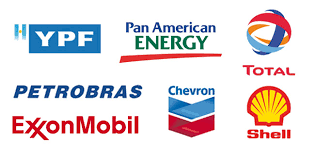 YPF
Pan American
ENERGY
TOTAL
PETROBRAS
Chevron
ExxonMobil
Shell